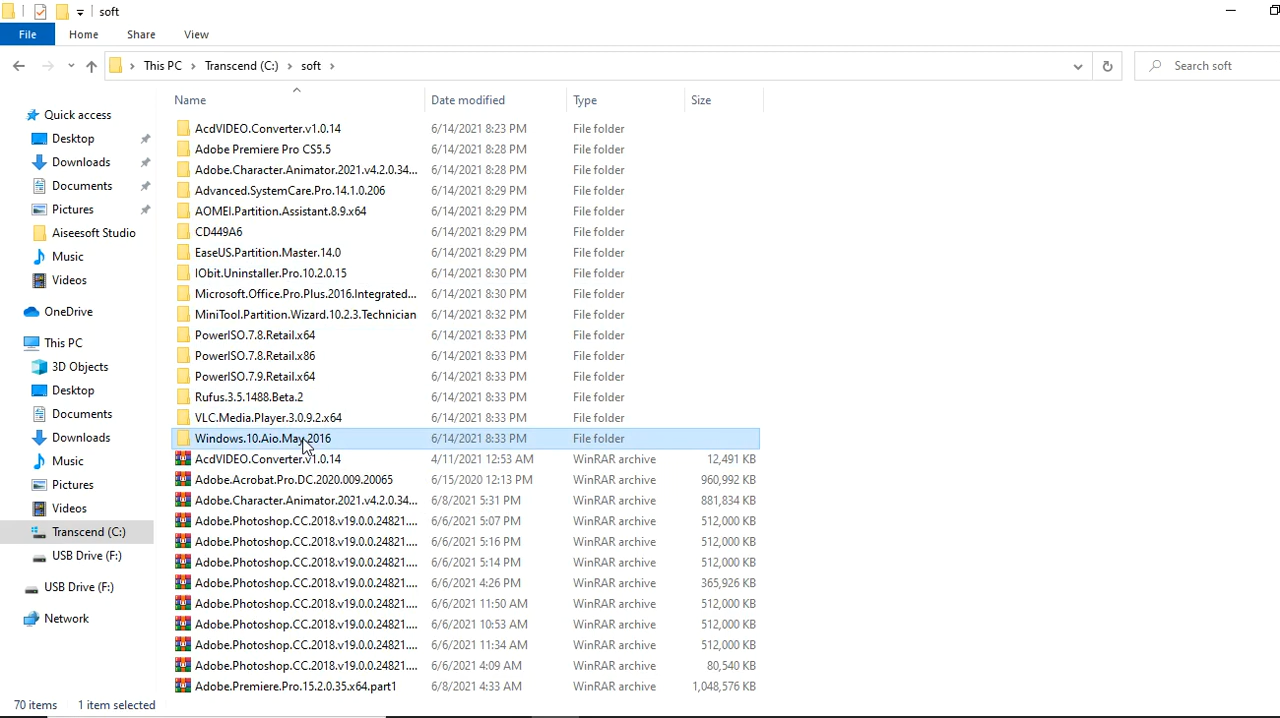 soft
File Home Share View
This PC Transcend (C:) soft Search soft
Name Date modified Type Size
Quick access
Desktop
Downloads
Documents
Pictures
Aiseesoft Studio
Music
Videos
OneDrive
This PC
3D Objects
Desktop
Documents
Downloads
Music
Pictures
Videos
Transcend (C:)
USB Drive (F:)
USB Drive (F:)
Network
AcdVIDEO.Converter.v1.0.14 6/14/2021 8:23 PM File folder
Adobe Premiere Pro CS5.5 6/14/2021 8:28 PM File folder
Adobe.Character.Animator.2021.v4.2.0.34... 6/14/2021 8:28 PM File folder
Advanced.SystemCare.Pro.14.1.0.206 6/14/2021 8:29 PM File folder
AOMEI.Partition.Assistant.8.9.x64 6/14/2021 8:29 PM File folder
CD449A6 6/14/2021 8:29 PM File folder
EaseUS.Partition.Master.14.0 6/14/2021 8:29 PM File folder
IObit.Uninstaller.Pro.10.2.0.15 6/14/2021 8:30 PM File folder
Microsoft.Office.Pro.Plus.2016.Integrated... 6/14/2021 8:30 PM File folder
MiniTool.Partition.Wizard.10.2.3.Technician 6/14/2021 8:32 PM File folder
PowerISO.7.8.Retail.x64 6/14/2021 8:33 PM File folder
PowerISO.7.8.Retail.x86 6/14/2021 8:33 PM File folder
PowerISO.7.9.Retail.x64 6/14/2021 8:33 PM File folder
Rufus.3.5.1488.Beta.2 6/14/2021 8:33 PM File folder
VLC.Media.Player.3.0.9.2.x64 6/14/2021 8:33 PM File folder
Windows.10.Aio.May.2016 6/14/2021 8:33 PM File folder
AcdVIDEO.Converter.v1.0.14 4/11/2021 12:53 AM WinRAR archive 12,491 KB
Adobe.Acrobat.Pro.DC.2020.009.20065 6/15/2020 12:13 PM WinRAR archive 960,992 KB
Adobe.Character.Animator.2021.v4.2.0.34... 6/8/2021 5:31 PM WinRAR archive 881,834 KB
Adobe.Photoshop.CC.2018.v19.0.0.24821.... 6/6/2021 5:07 PM WinRAR archive 512,000 KB
Adobe.Photoshop.CC.2018.v19.0.0.24821.... 6/6/2021 5:16 PM WinRAR archive 512,000 KB
Adobe.Photoshop.CC.2018.v19.0.0.24821.... 6/6/2021 5:14 PM WinRAR archive 512,000 KB
Adobe.Photoshop.CC.2018.v19.0.0.24821.... 6/6/2021 4:26 PM WinRAR archive 365,926 KB
Adobe.Photoshop.CC.2018.v19.0.0.24821.... 6/6/2021 11:50 AM WinRAR archive 512,000 KB
Adobe.Photoshop.CC.2018.v19.0.0.24821.... 6/6/2021 10:53 AM WinRAR archive 512,000 KB
Adobe.Photoshop.CC.2018.v19.0.0.24821.... 6/6/2021 11:34 AM WinRAR archive 512,000 KB
Adobe.Photoshop.CC.2018.v19.0.0.24821.... 6/6/2021 4:09 AM WinRAR archive 80,540 KB
Adobe.Premiere.Pro.15.2.0.35.x64.part1 6/8/2021 4:33 AM WinRAR archive 1,048,576 KB
70 items 1 item selected